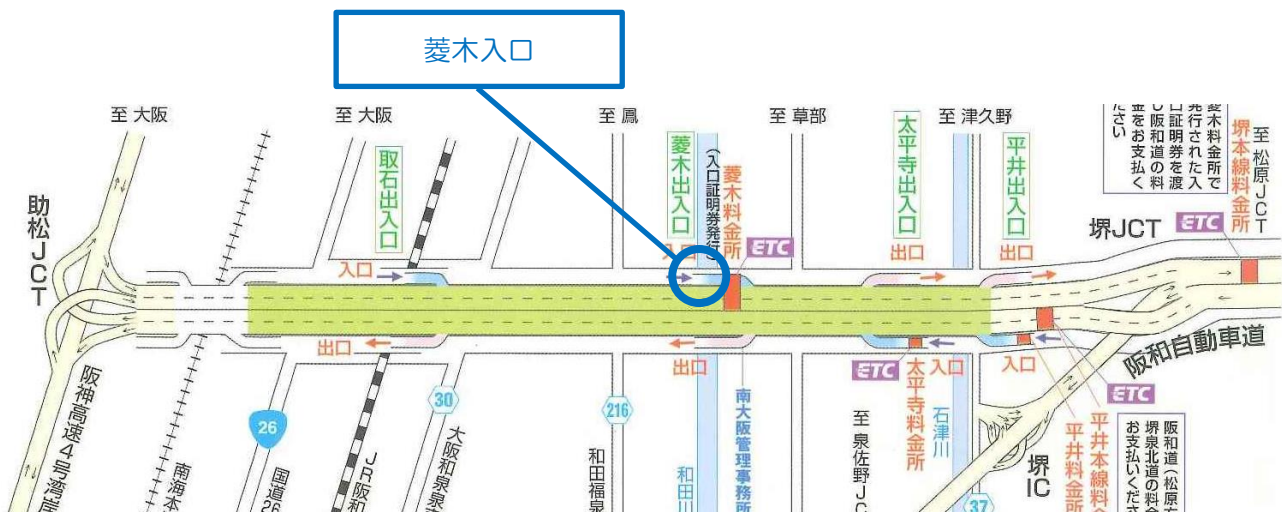 菱木入口
至 大阪
至 大阪
至 鳳
至 草部
至 津久野
至 松原JCT
助松JCT
取石出入口
菱木出入口
(入口証明券発行)
菱木料金所
太平寺出入口
平井出入口
菱木料金所で
発行された入
口証明券を渡
し阪和道の料
金をお支払く
ださい
堺本線料金所
堺JCT
ETC
ETC
入口
入口
出口
出口
出口
出口
ETC
太平寺料金所
入口
入口
阪和自動車道
ETC
阪神高速4号湾岸
南海本
26
国道26
JR阪和
30
大阪和泉泉
216
和田福泉
和田川
南大阪管理事務所
至 泉佐野JC
石津川
37
堺IC
平井料金所
平井本線料金
阪和道(松原
堺泉北道の料金
お支払いくださ